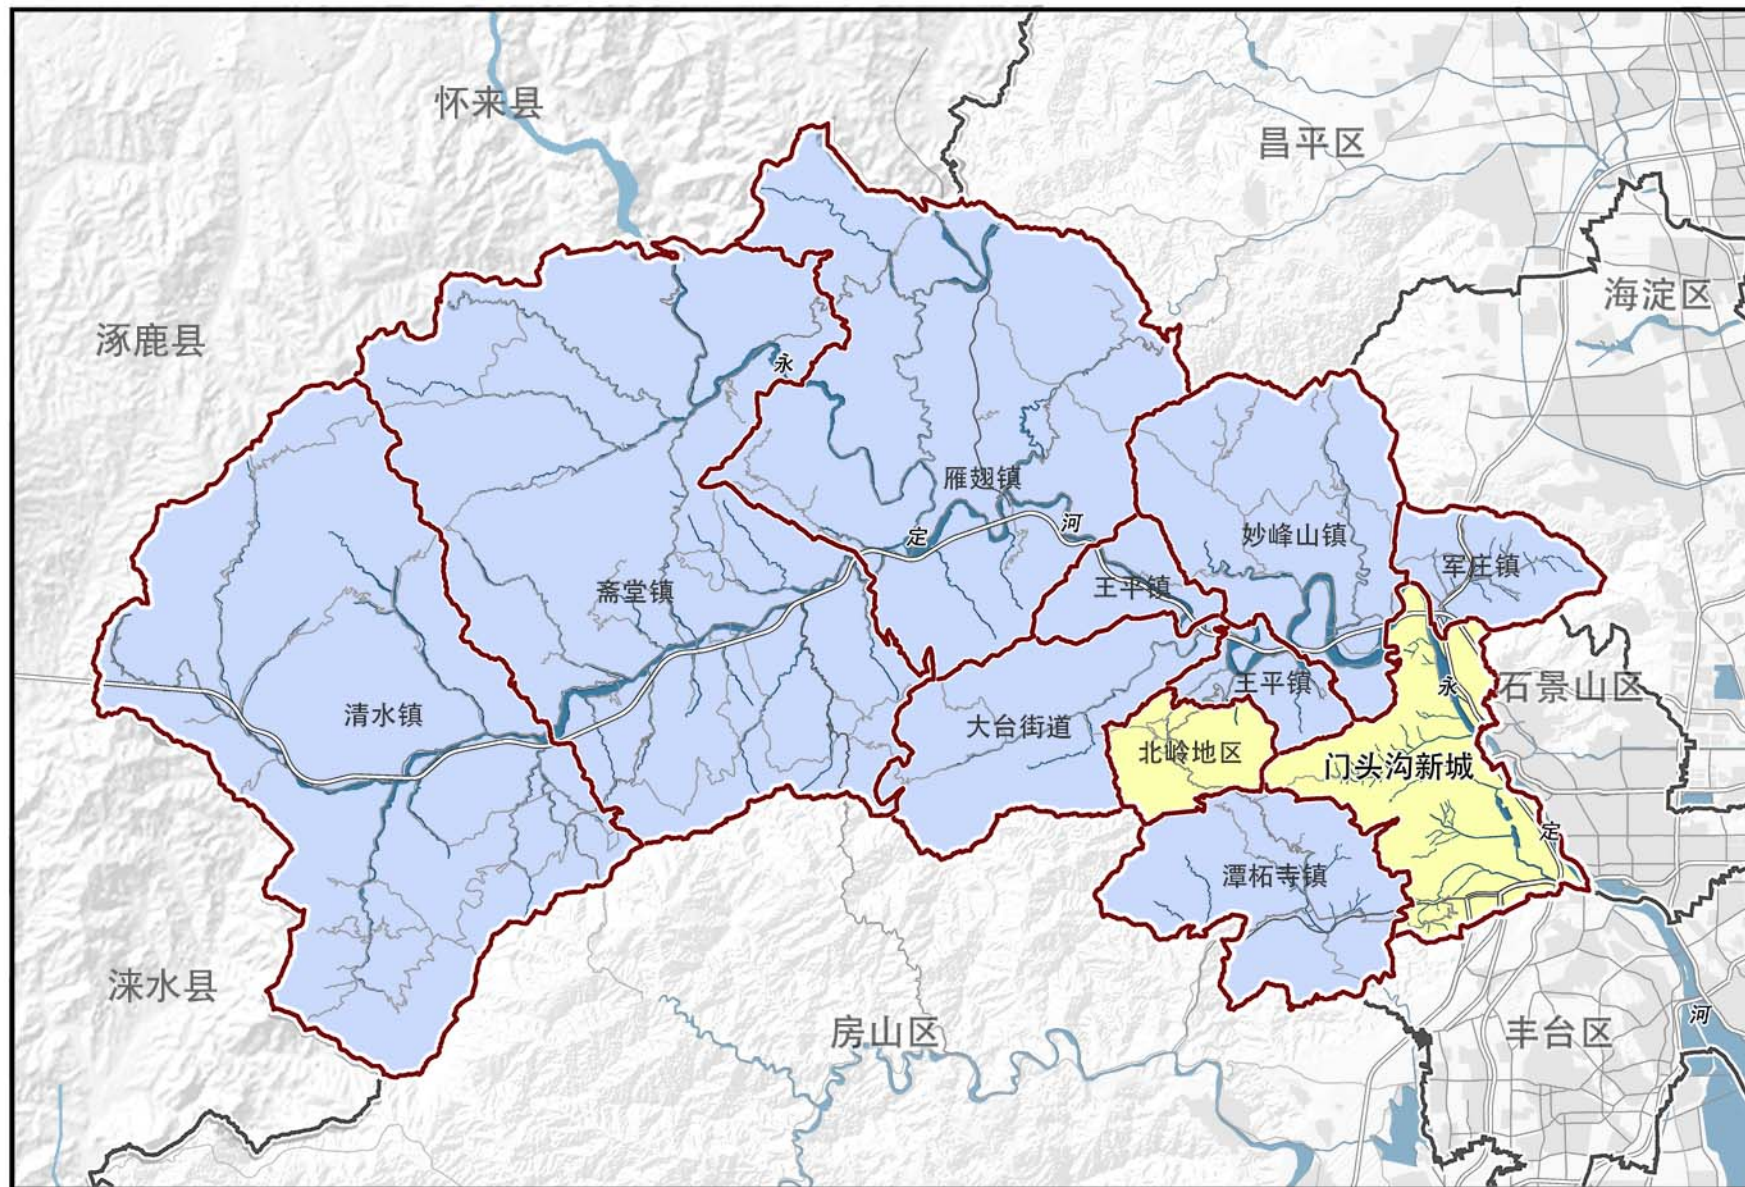 怀来县
昌平区
海淀区
涿鹿县
永
雁翅镇
定
河
妙峰山镇
军庄镇
斋堂镇
王平镇
王平镇
永
石景山区
清水镇
大台街道
北岭地区
门头沟新城
定
潭柘寺镇
涞水县
房山区
丰台区
河